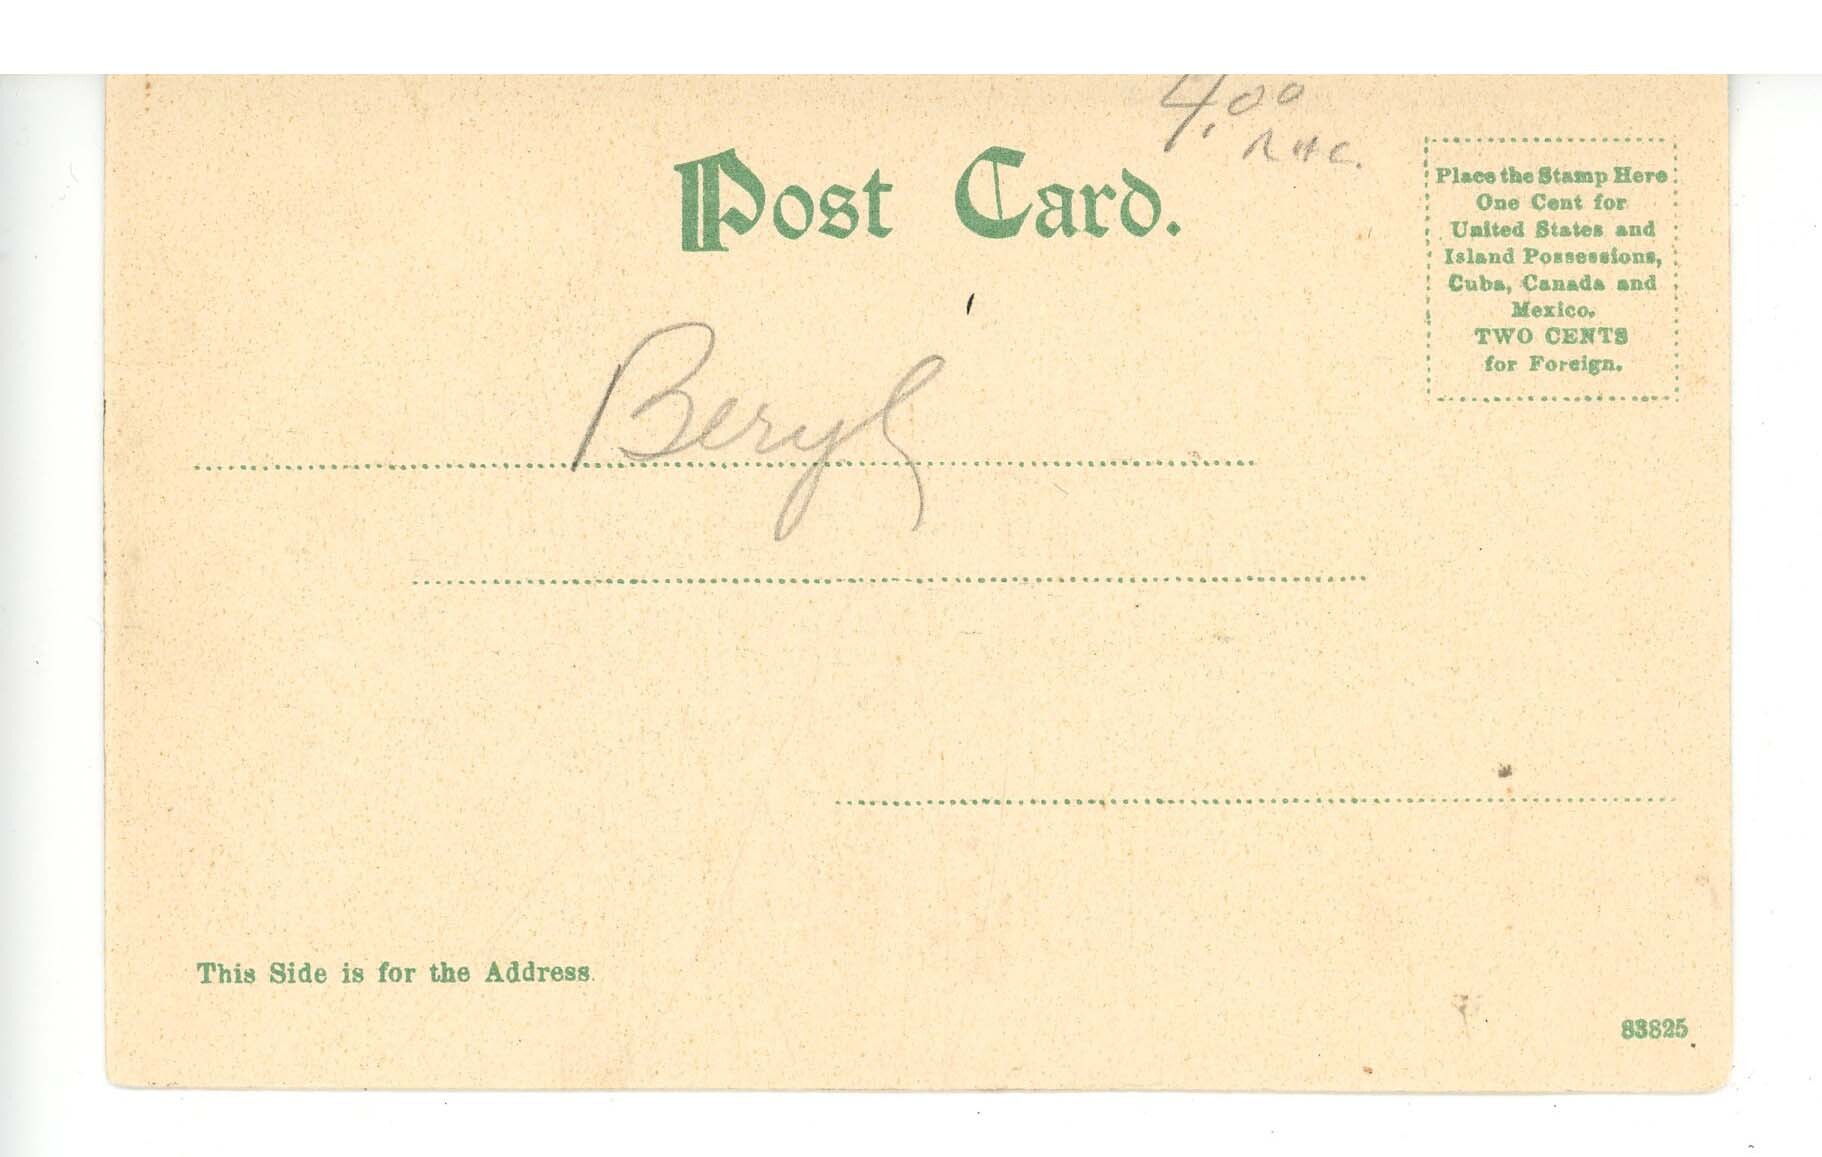 4.00
RHC.
Post Card.
Place the Stamp Here
One Cent for
United States and
Island Possessions,
Cuba, Canada and
Mexico.
TWO CENTS
for Foreign.
Beryl
This Side is for the Address.
83825